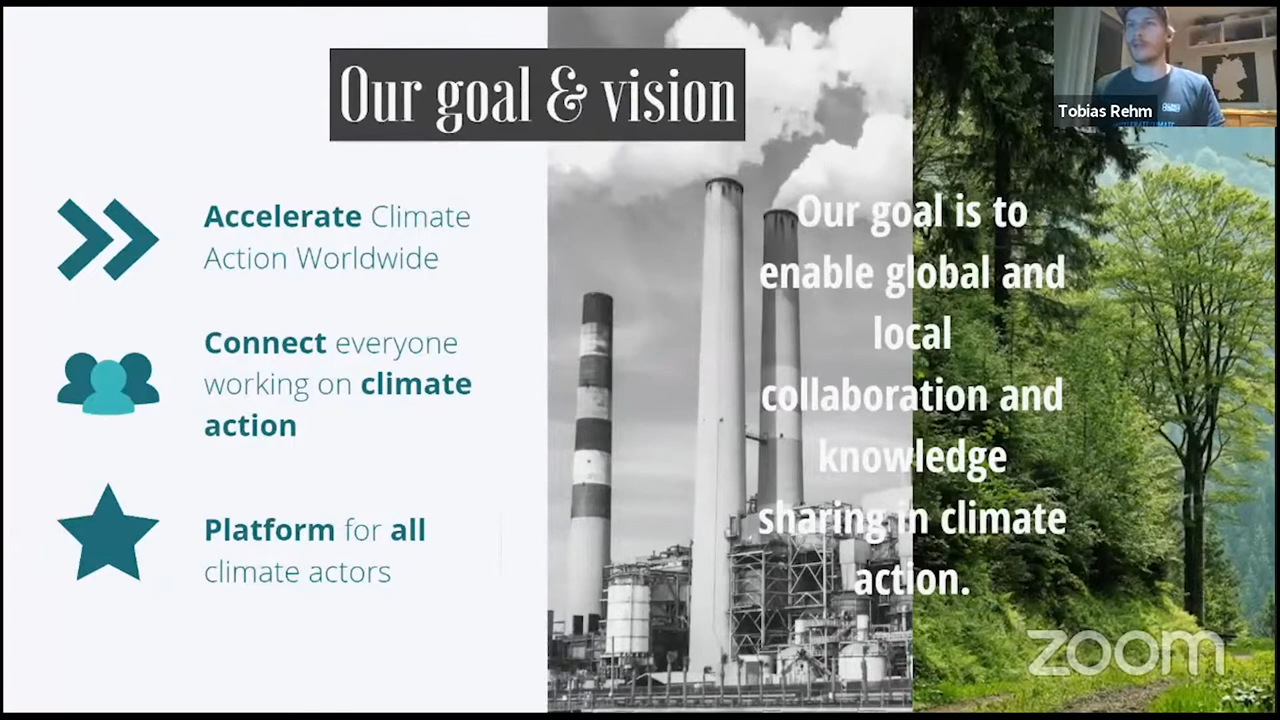 Our goal & vision
Accelerate Climate
Action Worldwide
Connect everyone
working on climate
action
Platform for all
climate actors
Our goal is to
enable global and
local
collaboration and
knowledge
sharing in climate
action.
Tobias Rehm
zoom